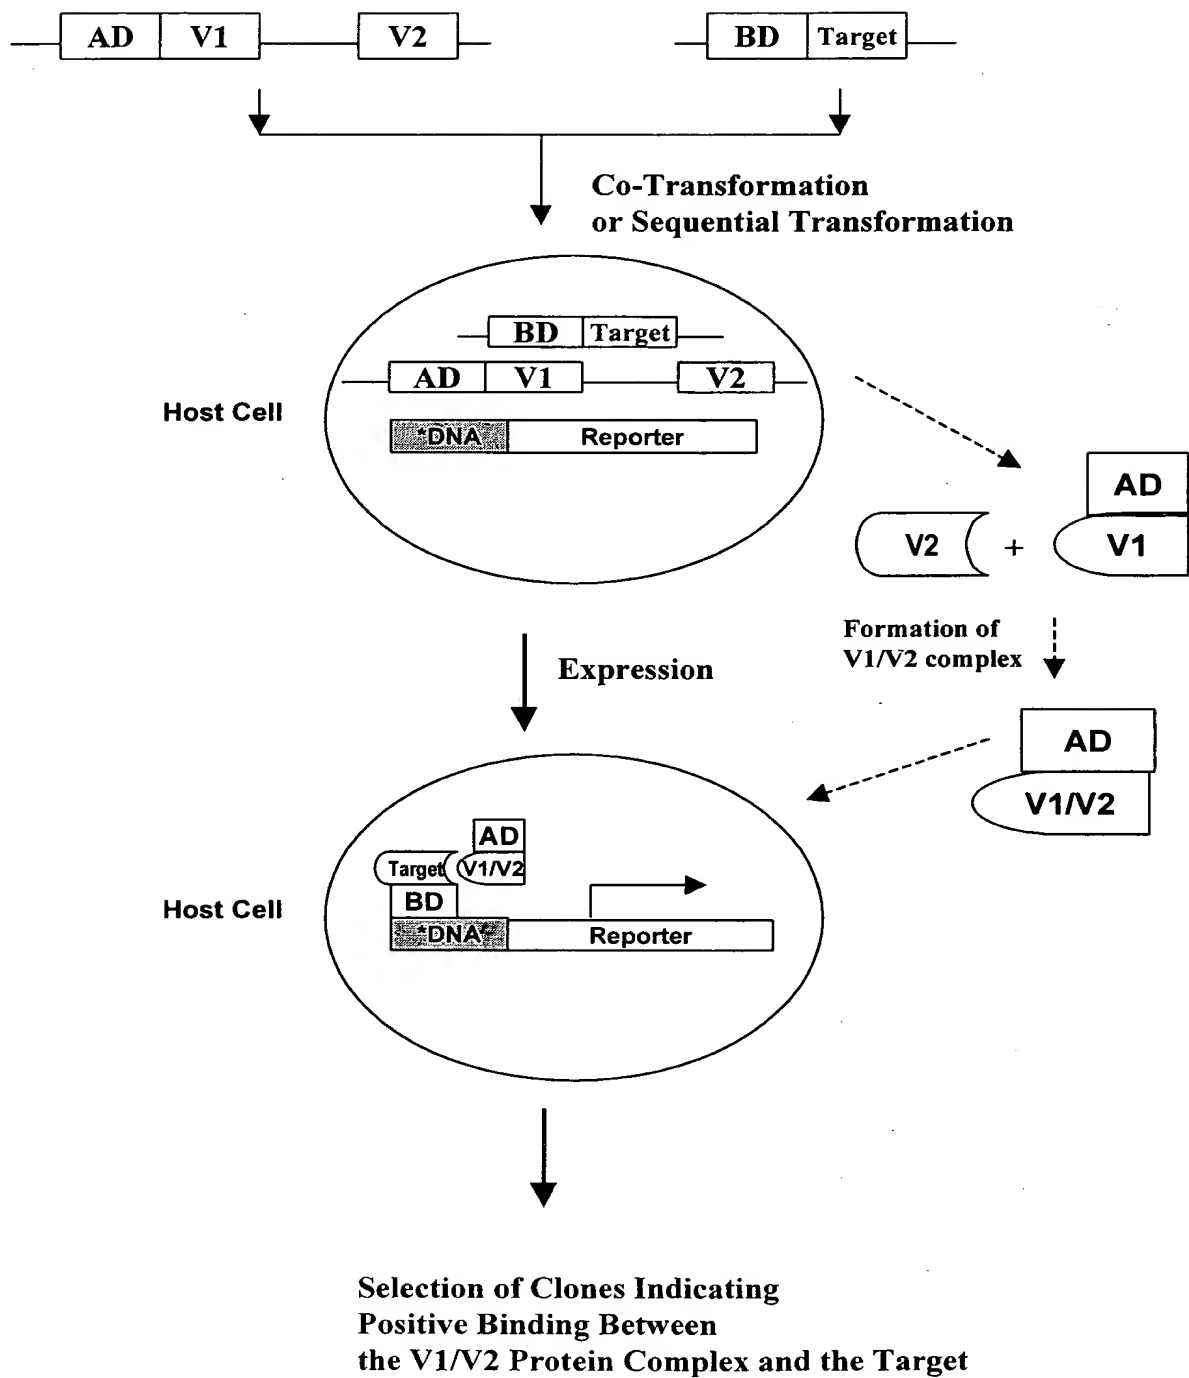 AD V1 V2 BD Target
Co-Transformation
or Sequential Transformation
BD Target
AD V1 V2
Host Cell
*DNA Reporter
AD
V2 + V1
Formation of
V1/V2 complex
Expression
AD
V1/V2
AD
Target V1/V2
BD
Host Cell
*DNA* Reporter
Selection of Clones Indicating
Positive Binding Between
the V1/V2 Protein Complex and the Target